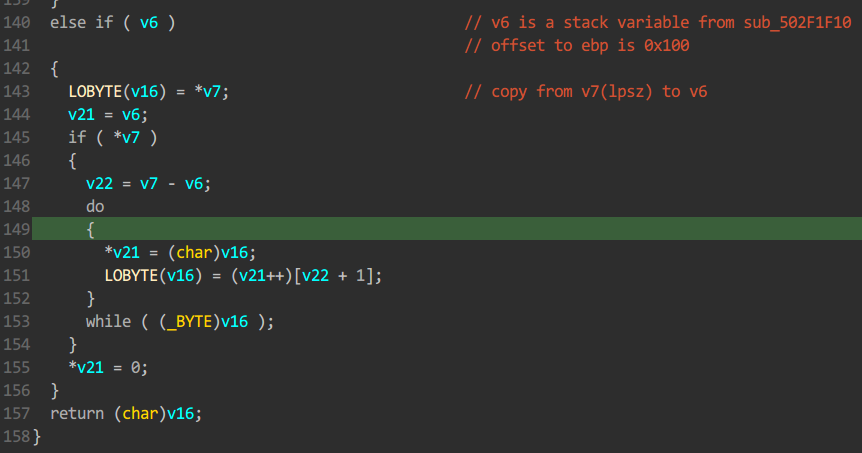 139 }
140 else if ( v6 ) // v6 is a stack variable from sub_502F1F10
141 // offset to ebp is 0x100
142 {
143 LOBYTE(v16) = *v7; // copy from v7(lpsz) to v6
144 v21 = v6;
145 if ( *v7 )
146 {
147 v22 = v7 - v6;
148 do
149 {
150 *v21 = (char)v16;
151 LOBYTE(v16) = (v21++)[v22 + 1];
152 }
153 while ( (_BYTE)v16 );
154 }
155 *v21 = 0;
156 }
157 return (char)v16;
158 }